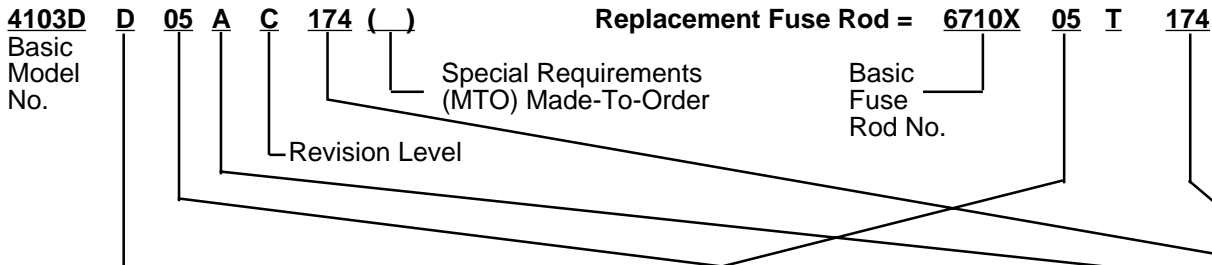 4103D D 05 A C 174 ( ) Replacement Fuse Rod = 6710X 05 T 174
Basic
Model
No.
Special Requirements
(MTO) Made-To-Order
Basic
Fuse
Rod No.
Revision Level